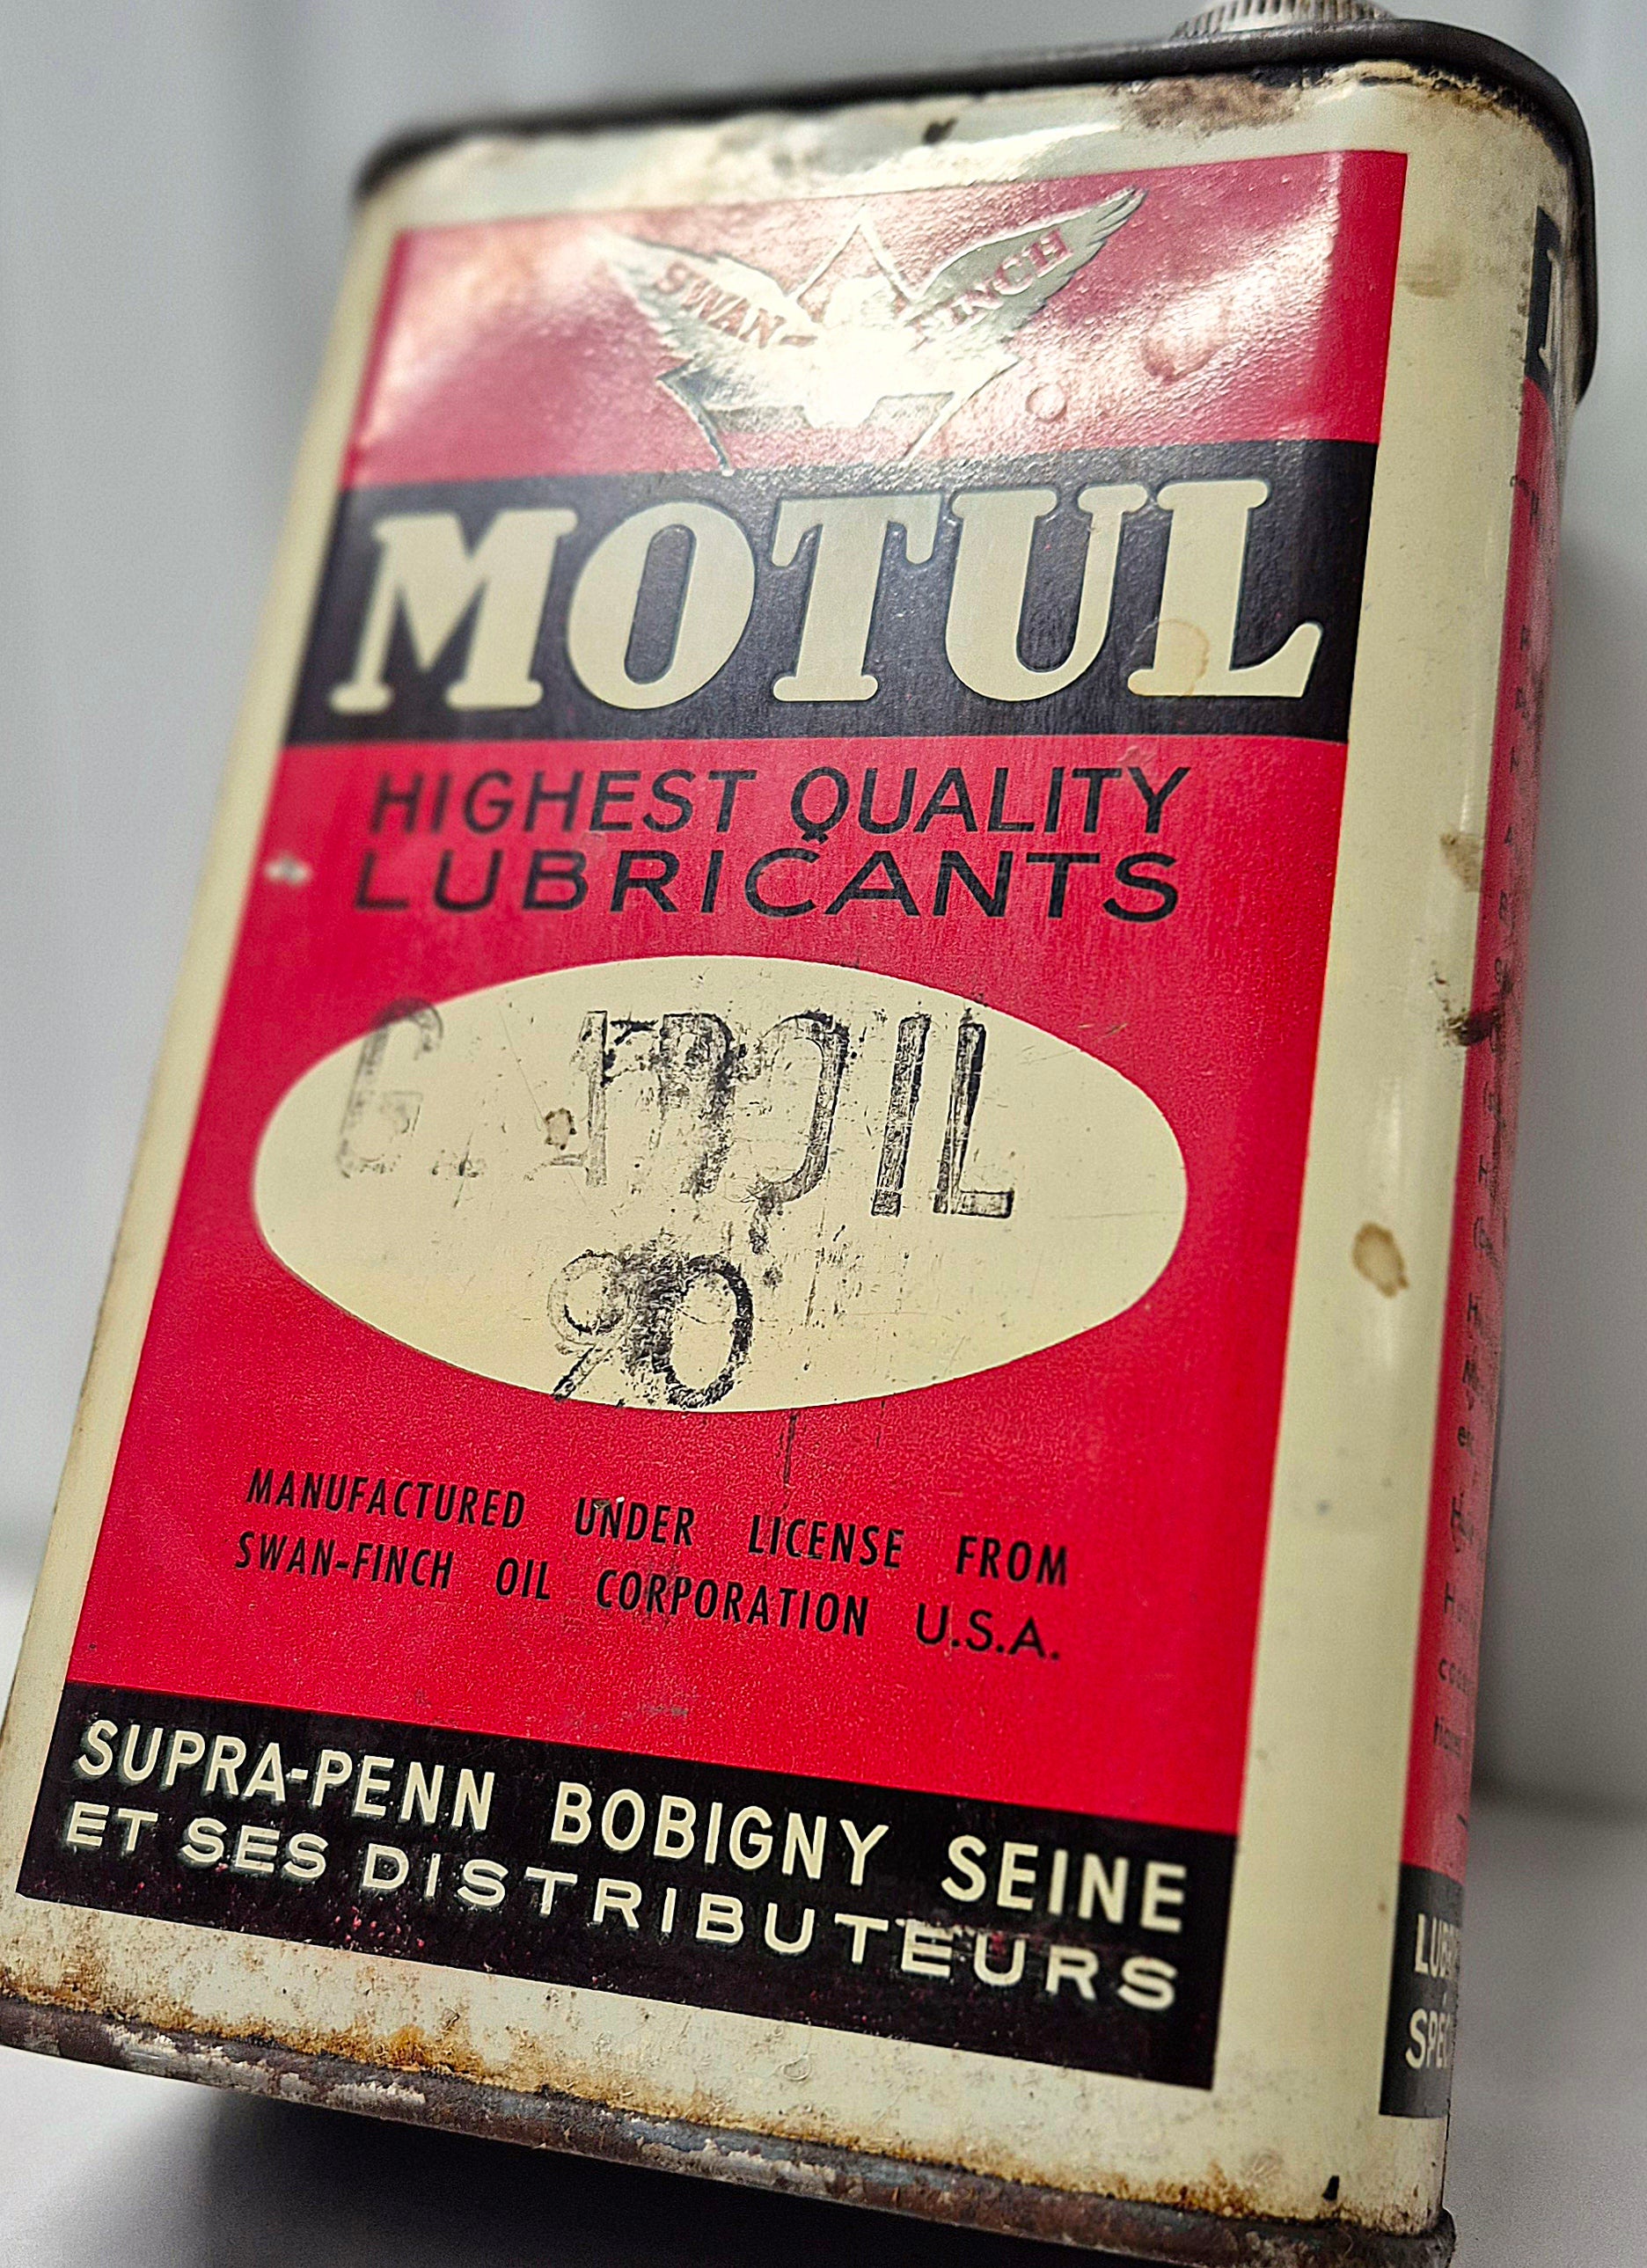 SWAN-FINCH
MOTUL
HIGHEST QUALITY
LUBRICANTS
90
MANUFACTURED UNDER LICENSE FROM
SWAN-FINCH OIL CORPORATION U.S.A.
SUPRA-PENN BOBIGNY SEINE
ET SES DISTRIBUTEURS